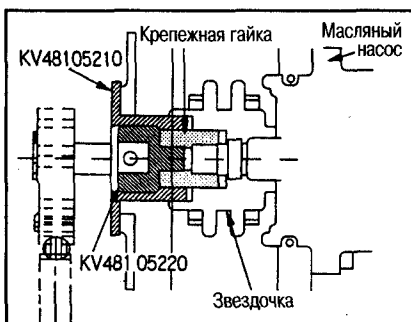 KV48105210
Крепежная гайка
Масляный
насос
KV481 05220
Звездочка